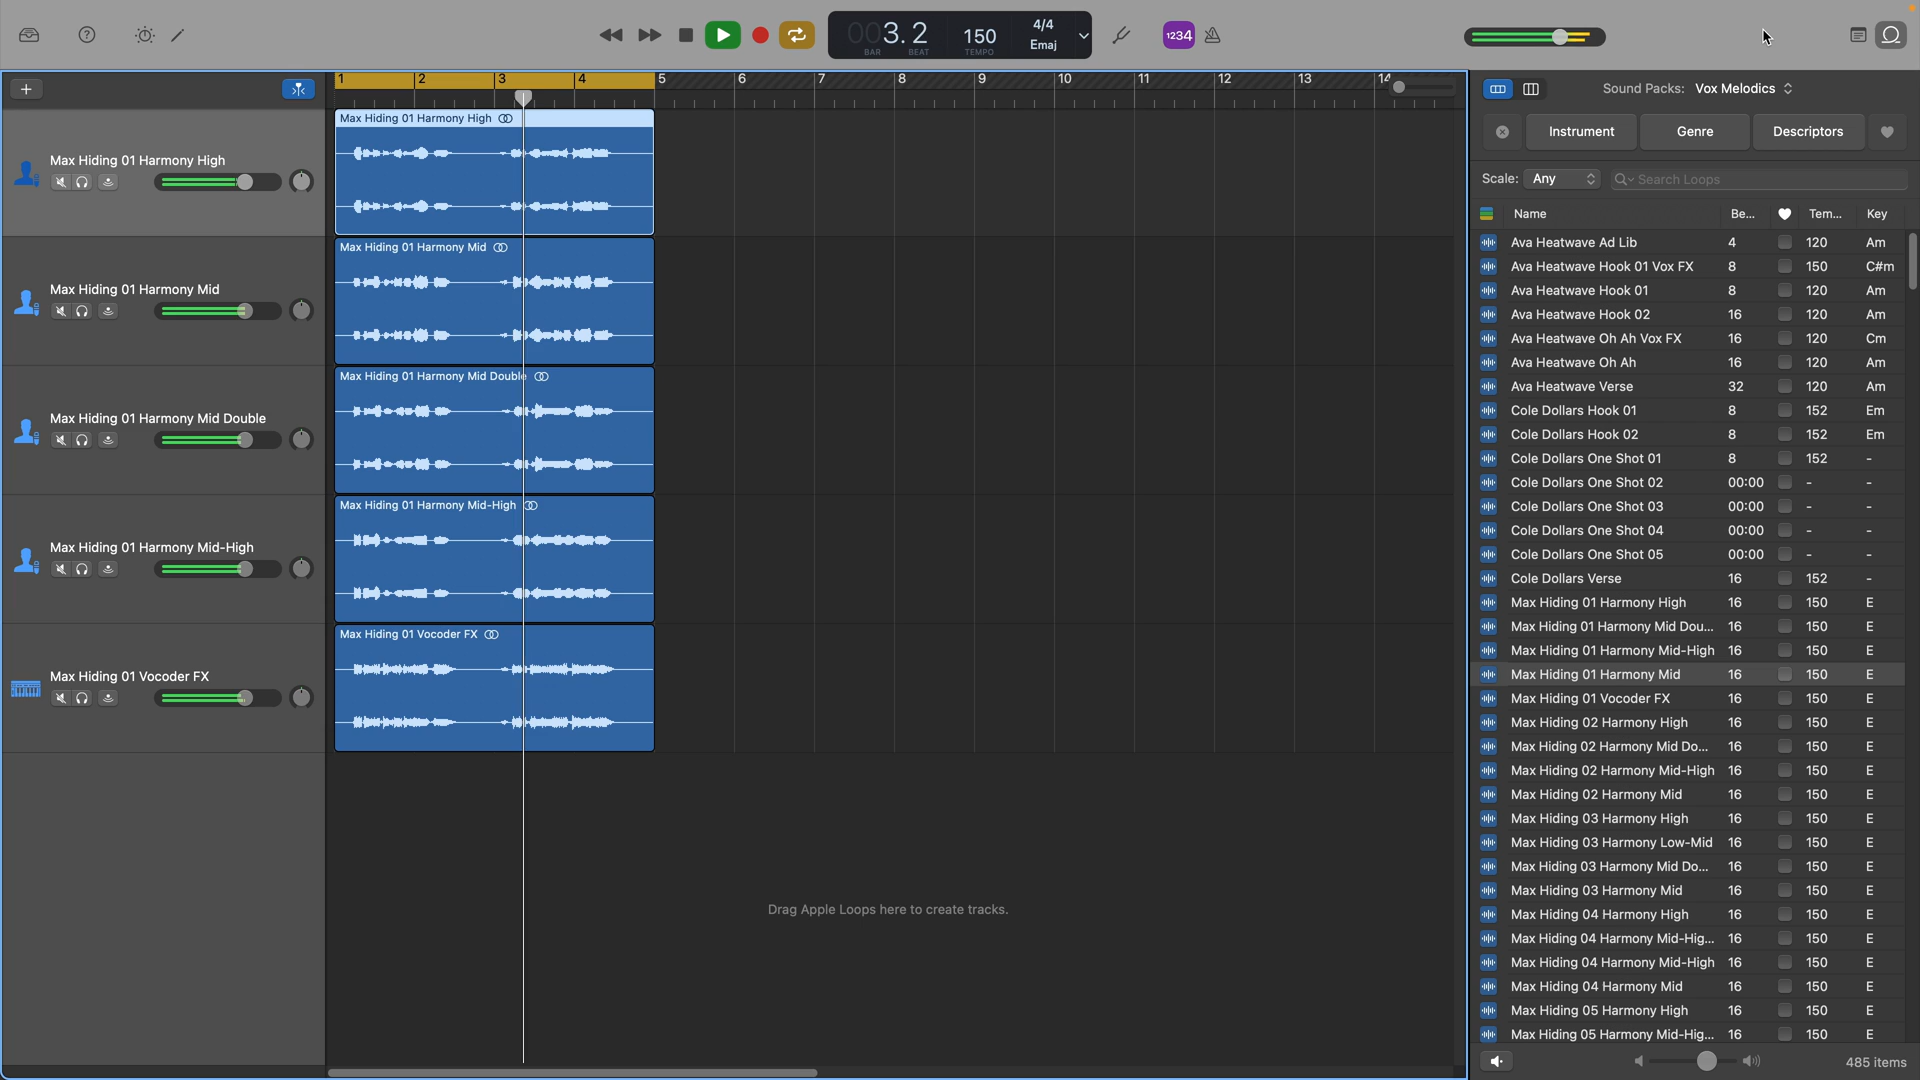 003. 2
BAR BEAT
150
TEMPO
4/4
Emaj
1234
1 2 3 4 5 6 7 8 9 10 11 12 13 14
Max Hiding 01 Harmony High
Max Hiding 01 Harmony Mid
Max Hiding 01 Harmony Mid Double
Max Hiding 01 Harmony Mid-High
Max Hiding 01 Vocoder FX
Max Hiding 01 Harmony High
Max Hiding 01 Harmony Mid
Max Hiding 01 Harmony Mid Double
Max Hiding 01 Harmony Mid-High
Max Hiding 01 Vocoder FX
Drag Apple Loops here to create tracks.
Sound Packs: Vox Melodics
Instrument Genre Descriptors
Scale: Any Search Loops
Name Be... Tem... Key
Ava Heatwave Ad Lib 4 120 Am
Ava Heatwave Hook 01 Vox FX 8 150 C#m
Ava Heatwave Hook 01 8 120 Am
Ava Heatwave Hook 02 16 120 Am
Ava Heatwave Oh Ah Vox FX 16 120 Cm
Ava Heatwave Oh Ah 16 120 Am
Ava Heatwave Verse 32 120 Am
Cole Dollars Hook 01 8 152 Em
Cole Dollars Hook 02 8 152 Em
Cole Dollars One Shot 01 8 152 -
Cole Dollars One Shot 02 00:00 - -
Cole Dollars One Shot 03 00:00 - -
Cole Dollars One Shot 04 00:00 - -
Cole Dollars One Shot 05 00:00 - -
Cole Dollars Verse 16 152 -
Max Hiding 01 Harmony High 16 150 E
Max Hiding 01 Harmony Mid Dou... 16 150 E
Max Hiding 01 Harmony Mid-High 16 150 E
Max Hiding 01 Harmony Mid 16 150 E
Max Hiding 01 Vocoder FX 16 150 E
Max Hiding 02 Harmony High 16 150 E
Max Hiding 02 Harmony Mid Do... 16 150 E
Max Hiding 02 Harmony Mid-High 16 150 E
Max Hiding 02 Harmony Mid 16 150 E
Max Hiding 03 Harmony High 16 150 E
Max Hiding 03 Harmony Low-Mid 16 150 E
Max Hiding 03 Harmony Mid Do... 16 150 E
Max Hiding 03 Harmony Mid 16 150 E
Max Hiding 04 Harmony High 16 150 E
Max Hiding 04 Harmony Mid-Hig... 16 150 E
Max Hiding 04 Harmony Mid-High 16 150 E
Max Hiding 04 Harmony Mid 16 150 E
Max Hiding 05 Harmony High 16 150 E
Max Hiding 05 Harmony Mid-Hig... 16 150 E
485 items